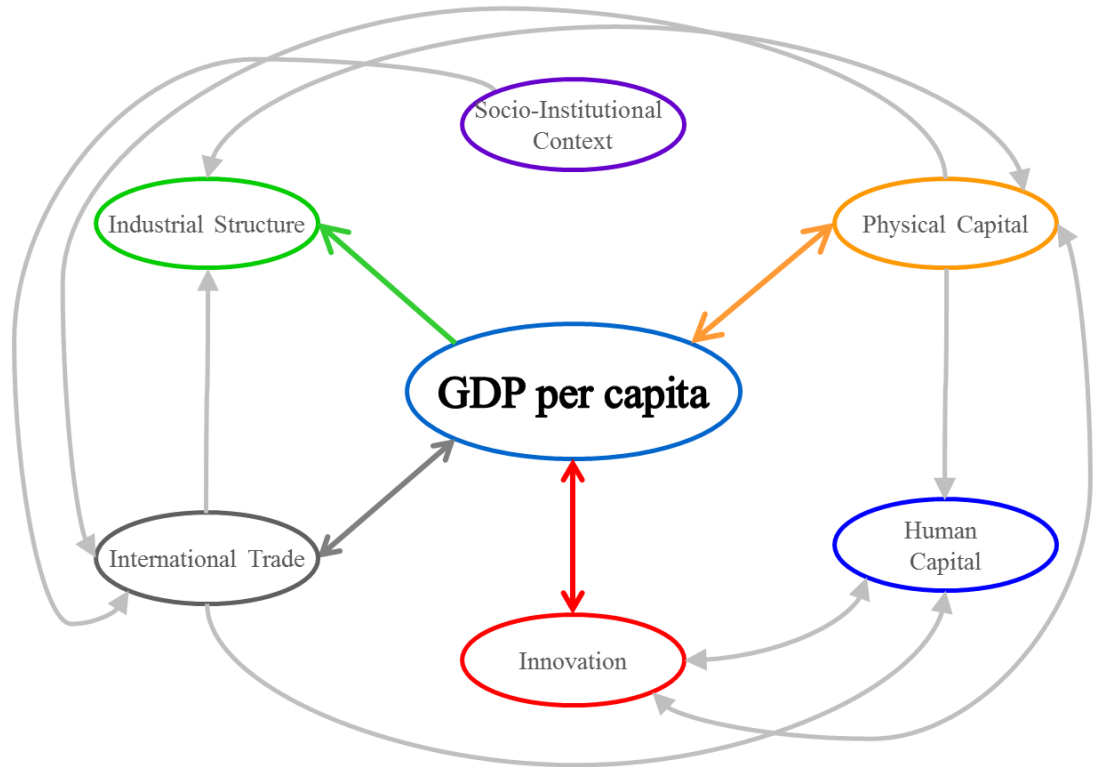 Socio-Institutional
Context
Industrial Structure
Physical Capital
GDP per capita
International Trade
Human
Capital
Innovation